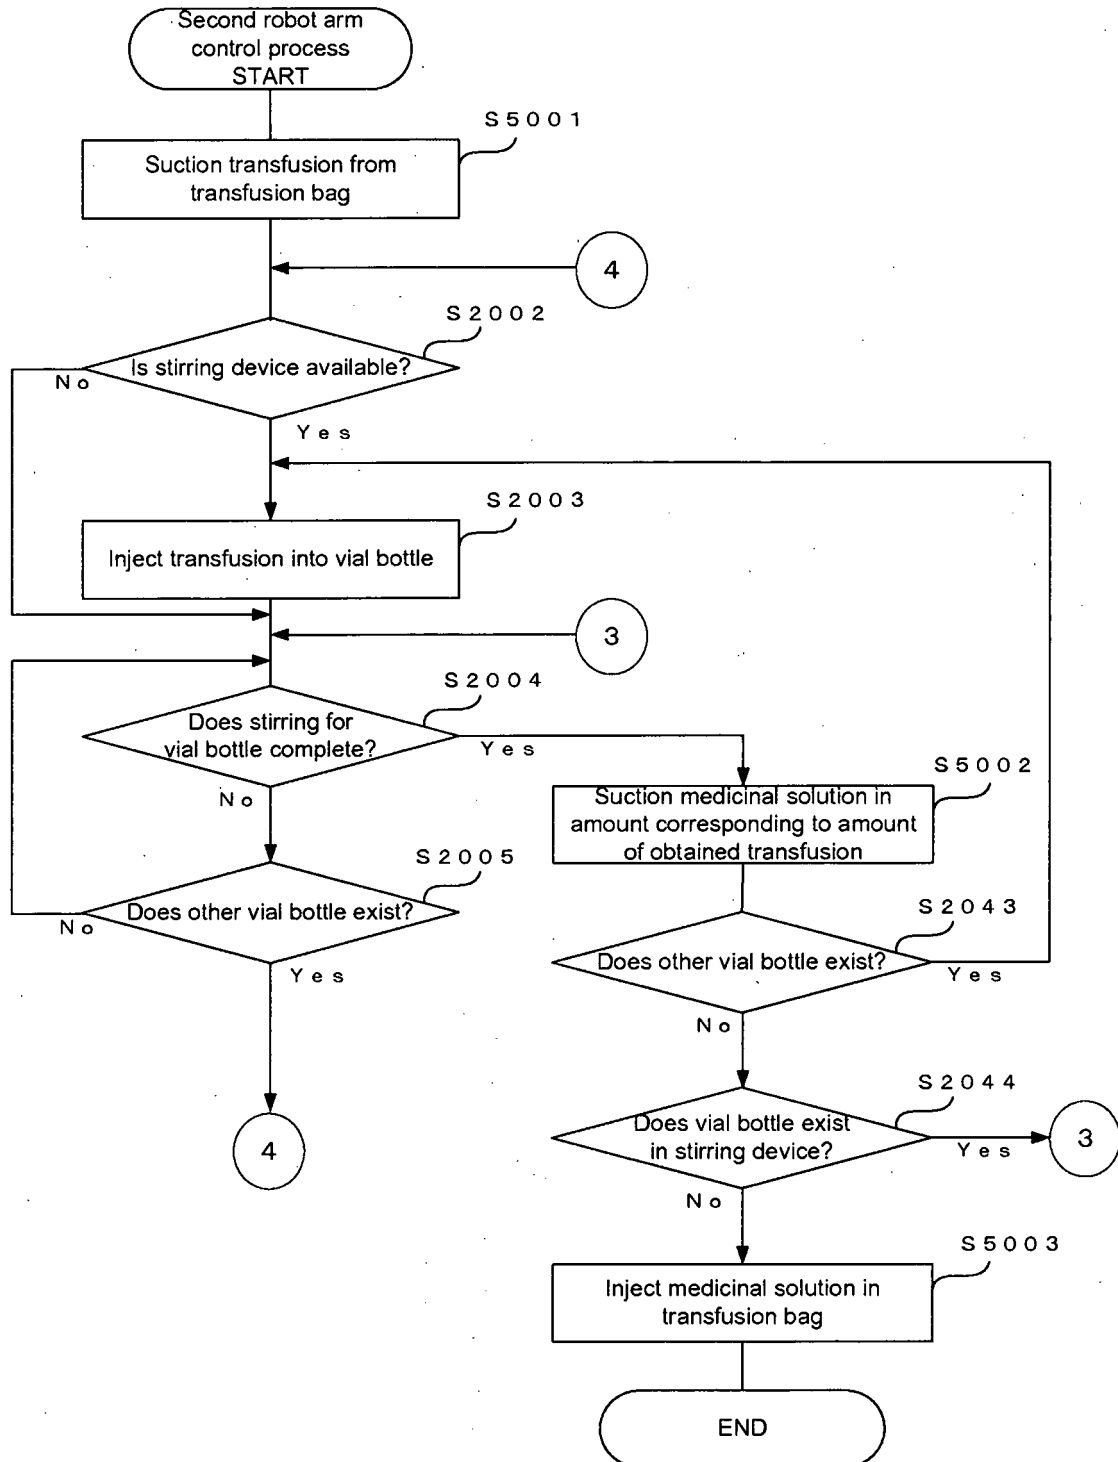 Second robot arm
control process
START
S5001
Suction transfusion from
transfusion bag
4
S2002
Is stirring device available?
No
Yes
S2003
Inject transfusion into vial bottle
3
S2004
Does stirring for
vial bottle complete?
Yes
No
S5002
Suction medicinal solution in
amount corresponding to amount
of obtained transfusion
S2005
Does other vial bottle exist?
No
Yes
S2043
Does other vial bottle exist?
Yes
No
4
S2044
Does vial bottle exist
in stirring device?
Yes
3
No
S5003
Inject medicinal solution in
transfusion bag
END